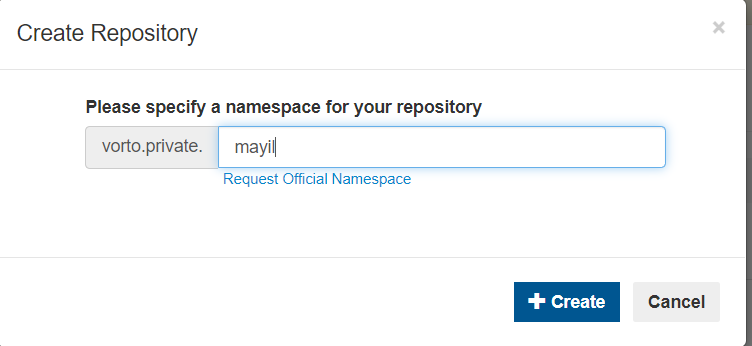 Create Repository
×
Please specify a namespace for your repository
vorto.private. mayil
Request Official Namespace
+ Create Cancel